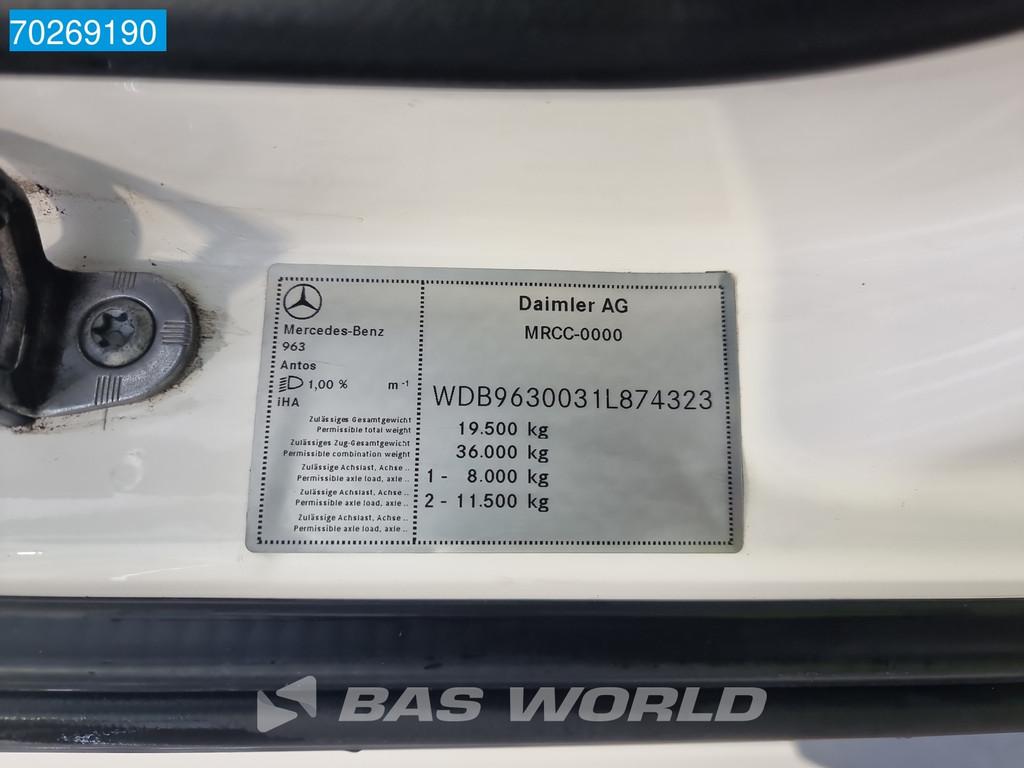 70269190
Daimler AG
MRCC-0000
Mercedes-Benz
963
Antos
1,00 % m⁻¹
iHA
WDB9630031L874323
Zulässiges Gesamtgewicht
Permissible total weight
19.500 kg
Zulässiges Zug-Gesamtgewicht
Permissible combination weight
36.000 kg
Zulässige Achslast, Achse ..
Permissible axle load, axle ..
1 - 8.000 kg
Zulässige Achslast, Achse ..
Permissible axle load, axle ..
2 - 11.500 kg
Zulässige Achslast, Achse ..
Permissible axle load, axle ..
BAS WORLD